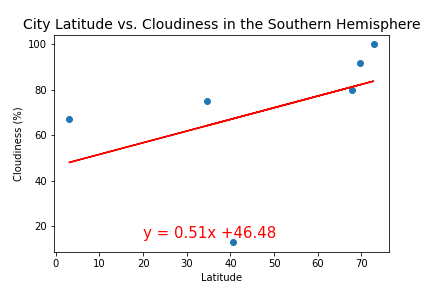 City Latitude vs. Cloudiness in the Southern Hemisphere
100
80
60
40
20
Cloudiness (%)
y = 0.51x +46.48
0 10 20 30 40 50 60 70
Latitude